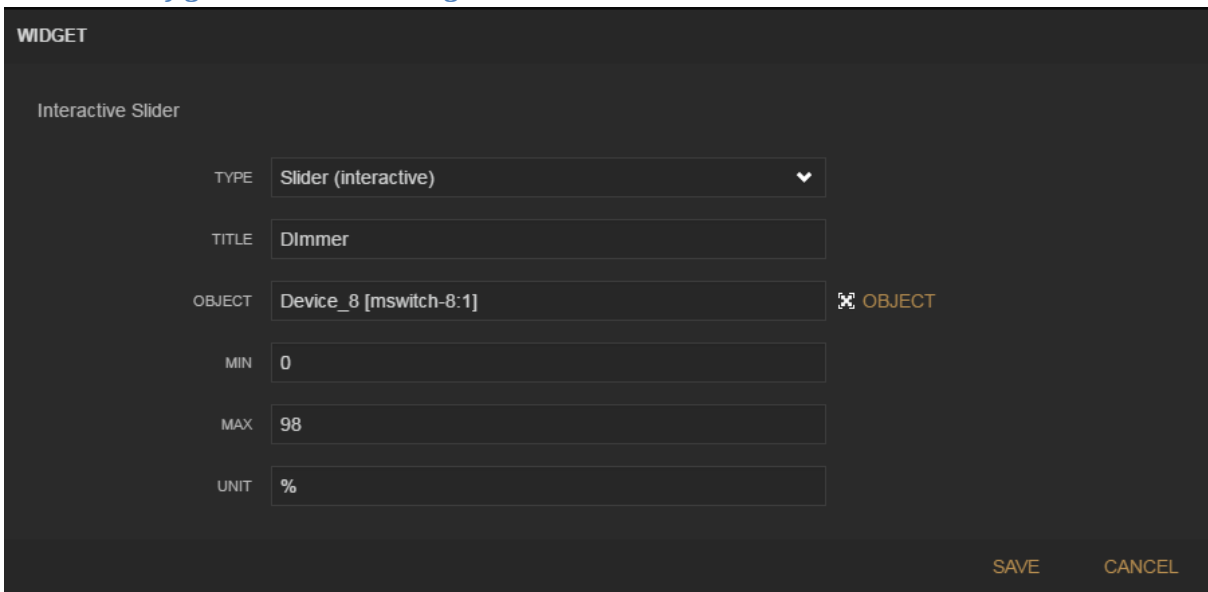 WIDGET
Interactive Slider
TYPE Slider (interactive)
TITLE DImmer
OBJECT Device_8 [mswitch-8:1] OBJECT
MIN 0
MAX 98
UNIT %
SAVE CANCEL